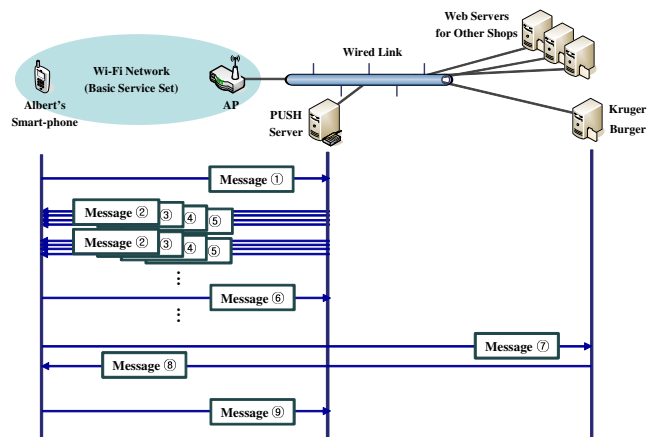 Web Servers
for Other Shops
Wired Link
Wi-Fi Network
(Basic Service Set)
Albert's
Smart-phone
AP
PUSH
Server
Kruger
Burger
Message ①
Message ②
③
④
⑤
Message ②
③
④
⑤
Message ⑥
Message ⑦
Message ⑧
Message ⑨